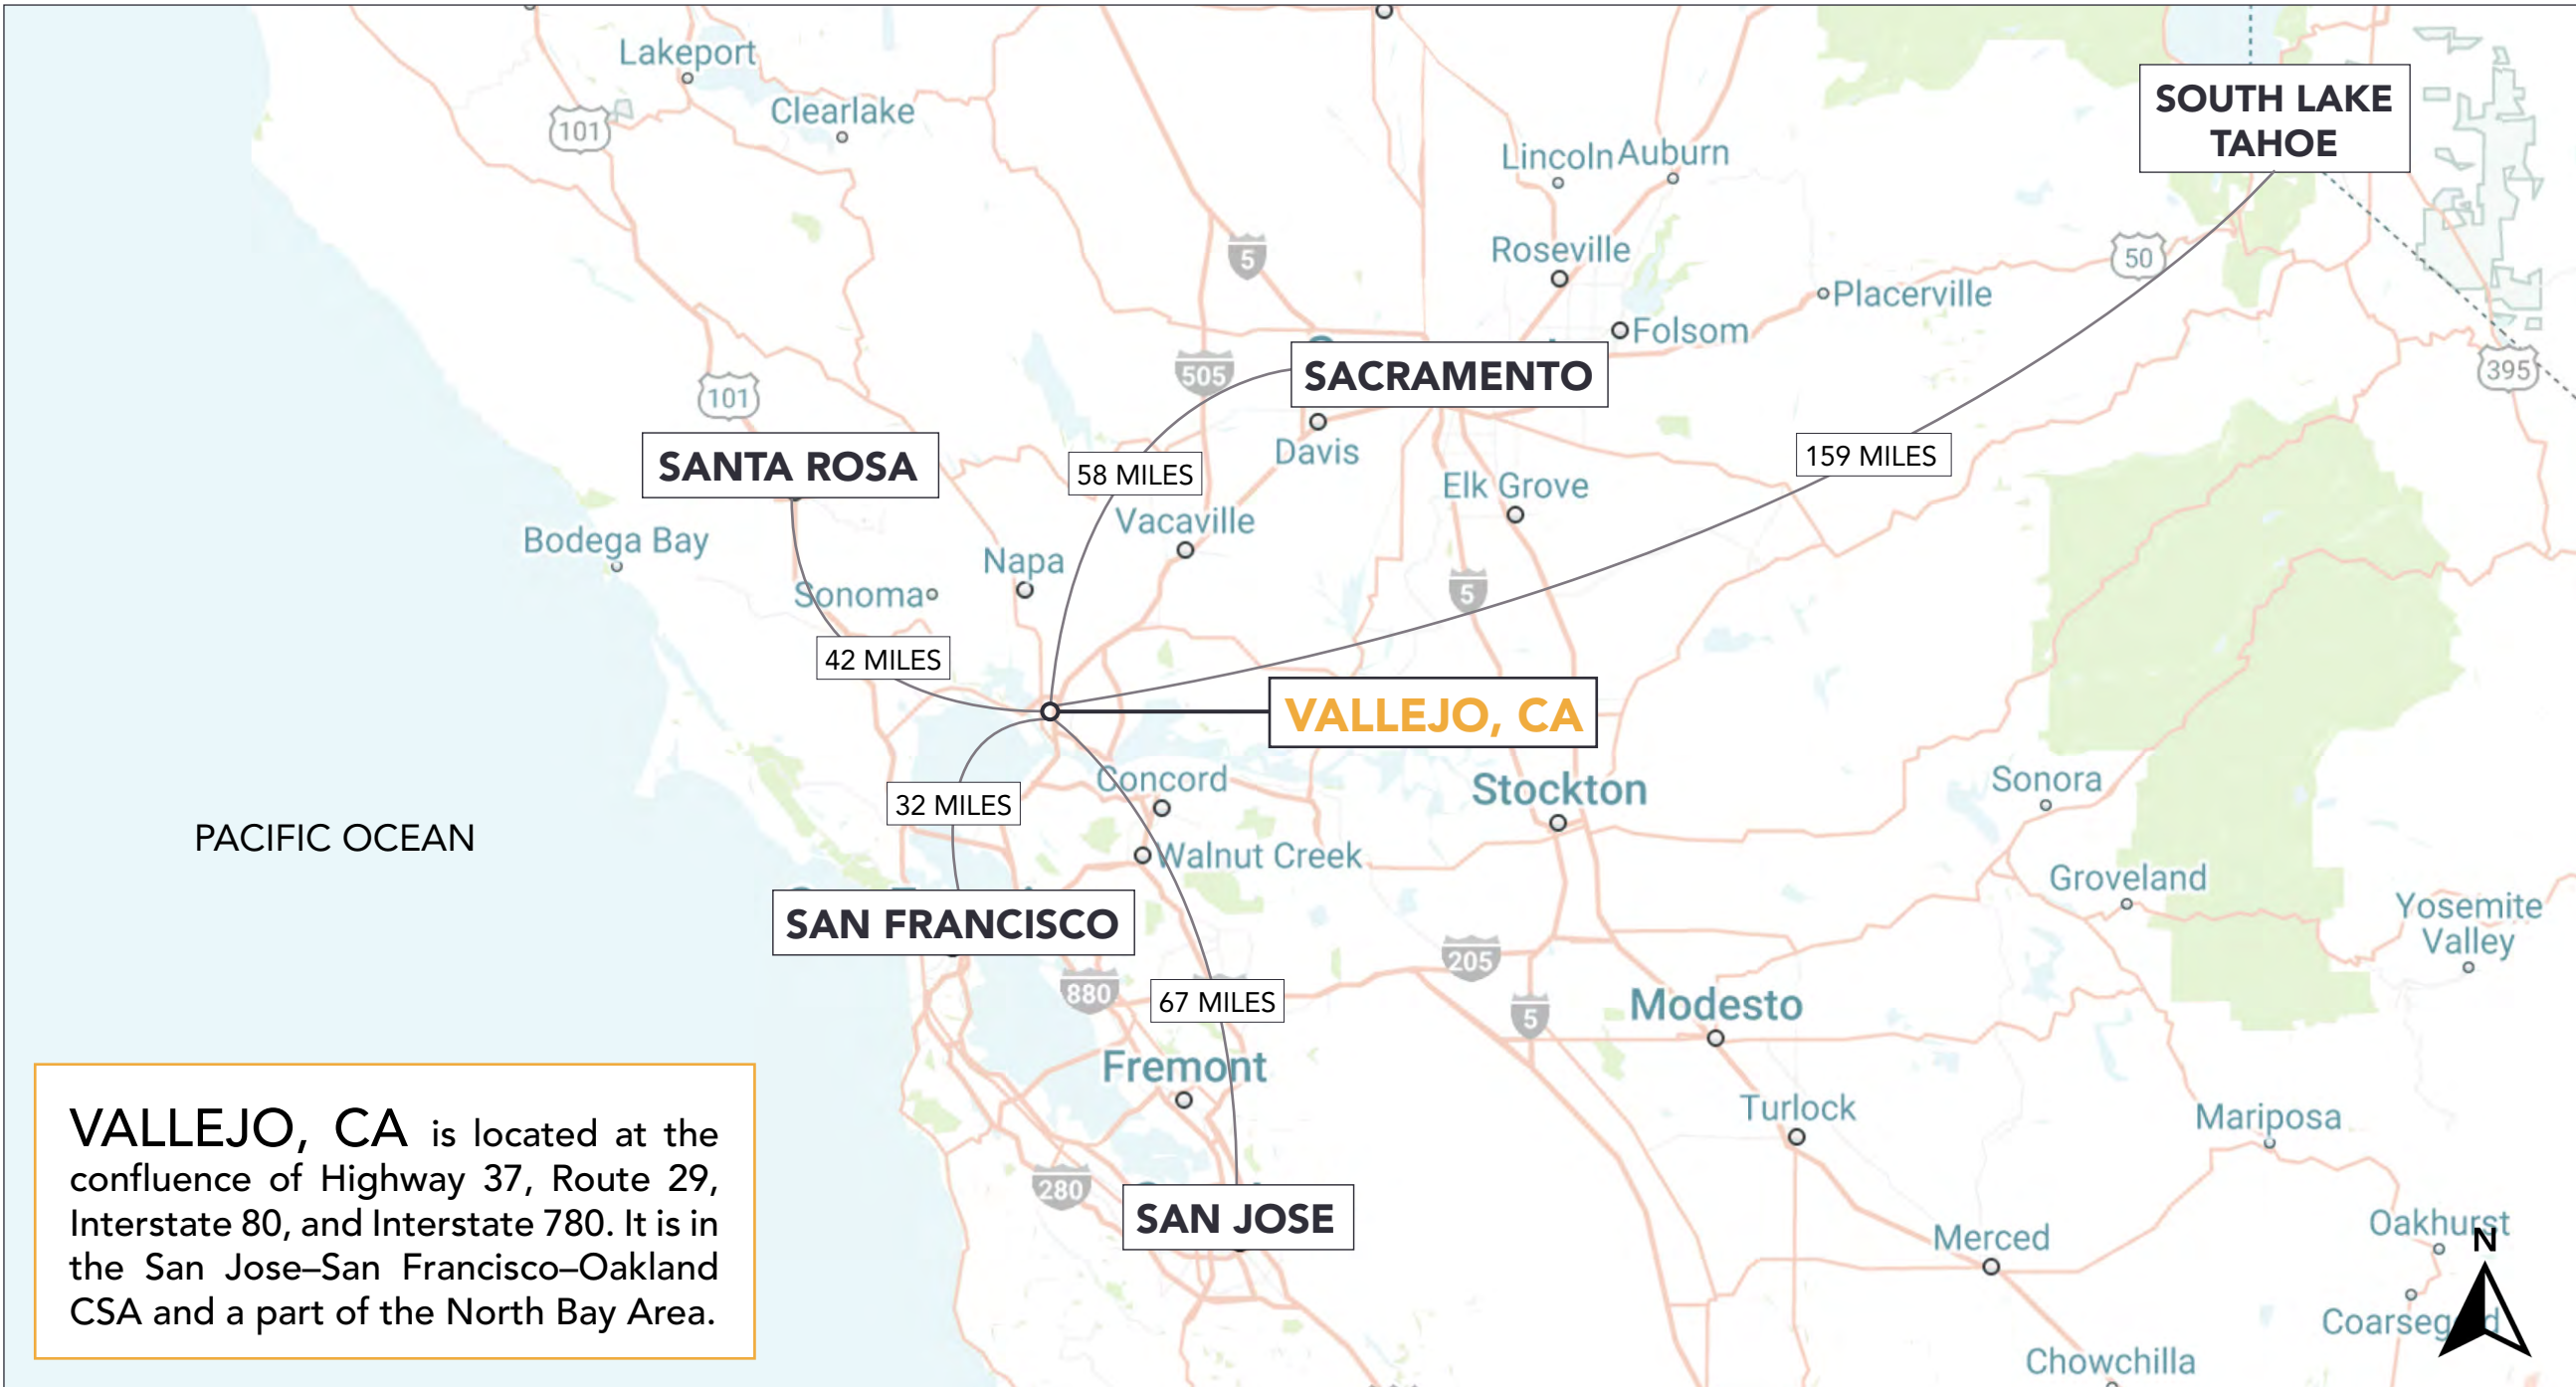 Lakeport
Clearlake
101
SOUTH LAKE
TAHOE
Lincoln
Auburn
5
Roseville
50
Placerville
Folsom
505
SACRAMENTO
395
101
Davis
SANTA ROSA
58 MILES
159 MILES
Elk Grove
Vacaville
Bodega Bay
Napa
Sonoma
5
42 MILES
VALLEJO, CA
Concord
Stockton
Sonora
32 MILES
PACIFIC OCEAN
Walnut Creek
Groveland
SAN FRANCISCO
Yosemite
Valley
205
880
67 MILES
Modesto
5
Fremont
Turlock
Mariposa
280
SAN JOSE
Merced
Oakhurst
N
Chowchilla
VALLEJO, CA is located at the
confluence of Highway 37, Route 29,
Interstate 80, and Interstate 780. It is in
the San Jose–San Francisco–Oakland
CSA and a part of the North Bay Area.